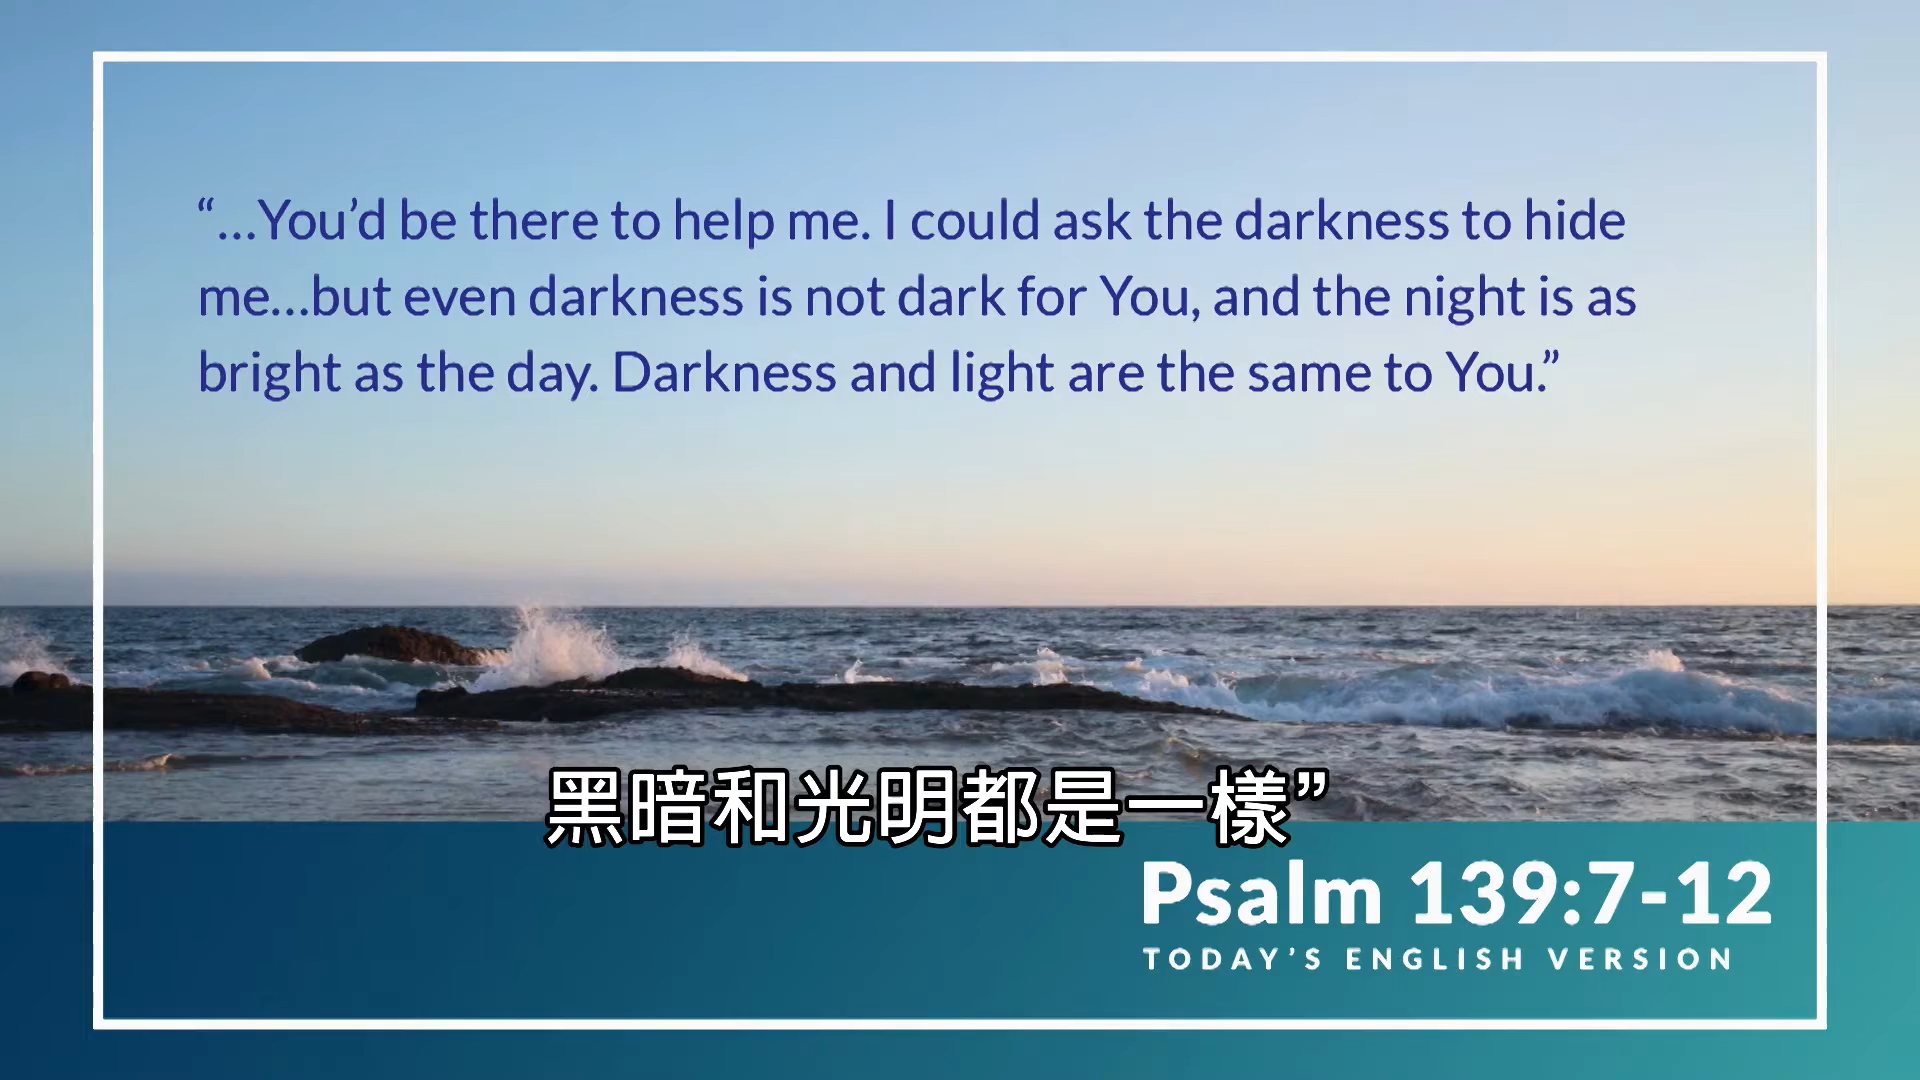 “...You’d be there to help me. I could ask the darkness to hide
me...but even darkness is not dark for You, and the night is as
bright as the day. Darkness and light are the same to You.”
黑暗和光明都是一樣”
Psalm 139:7-12
TODAY’S ENGLISH VERSION